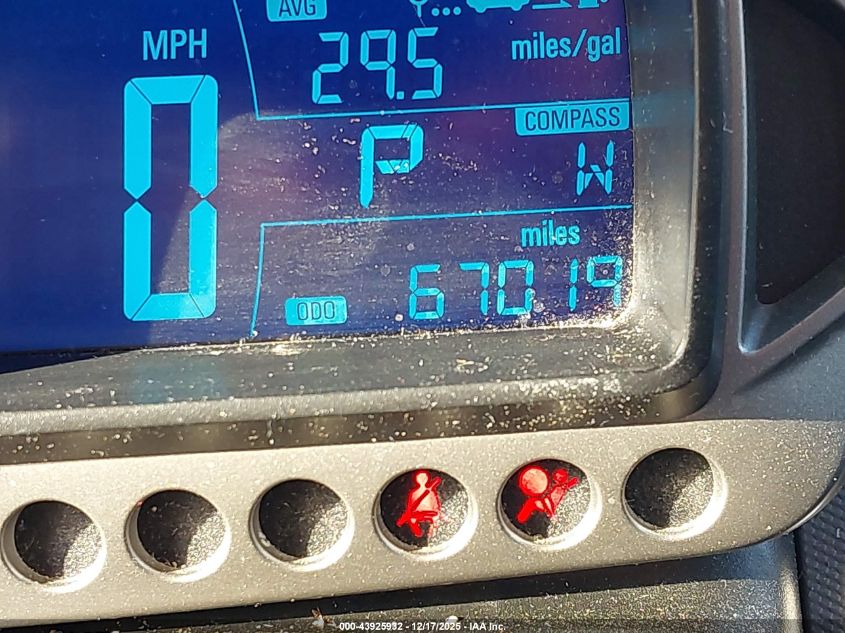 AVG
MPH
29.5 miles/gal
COMPASS
0
P W
miles
ODO 67019
000-43925932 - 12/17/2025 - IAA Inc.